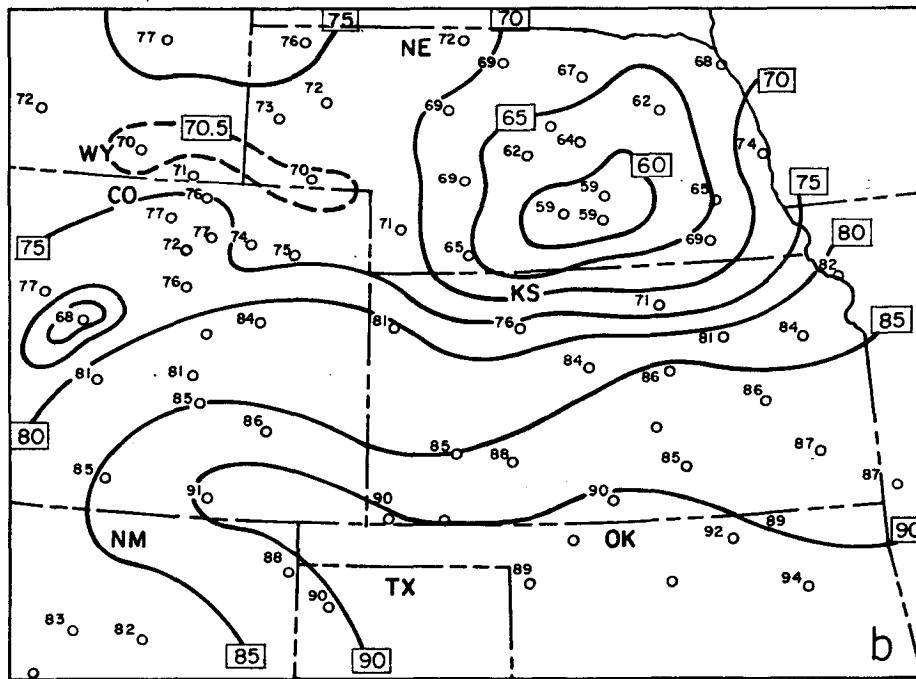 75 70
77 76 NE 72
69 67 68
72 72 73 69 62 70
70.5 65
WY 70 64 62 74
71 70 69 60
CO 76 59 65 75
77 59 59
75 77 72 74 75 71 65 69 80
77 76 KS 71 82
68 84 81 76 81 84 85
81 81 84 86
80 85 86 86
85 88 87
85 85 87
91 90 90
NM OK 92 89 90
88 TX 89 94
90
83 82
85 90 b